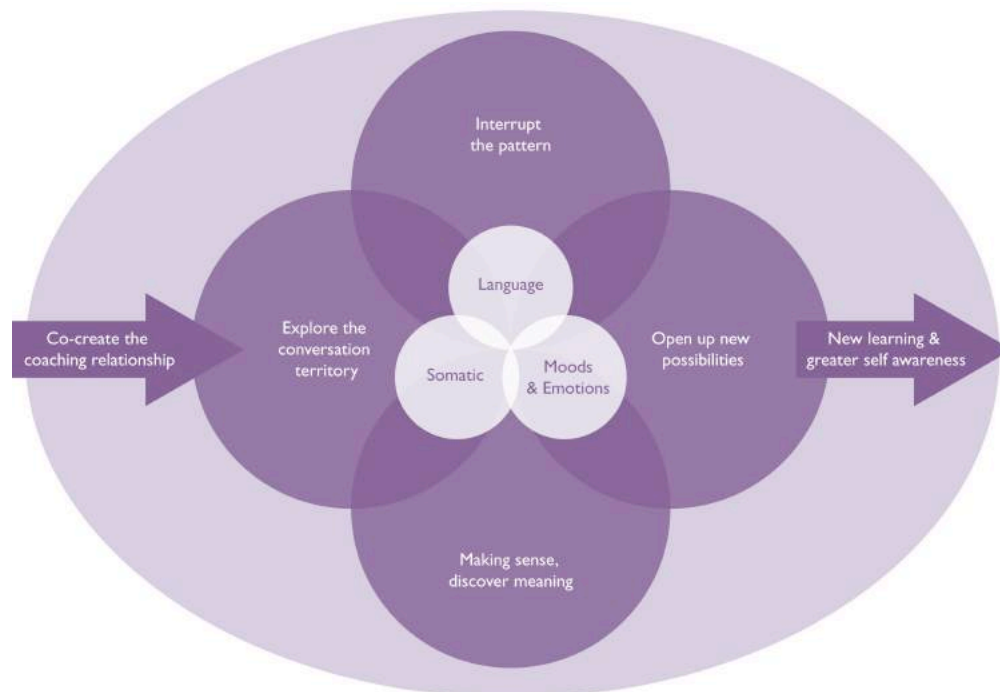 Interrupt
the pattern
Language
Co-create the
coaching relationship
Explore the
conversation
territory
Somatic
Moods
& Emotions
Open up new
possibilities
New learning &
greater self awareness
Making sense,
discover meaning